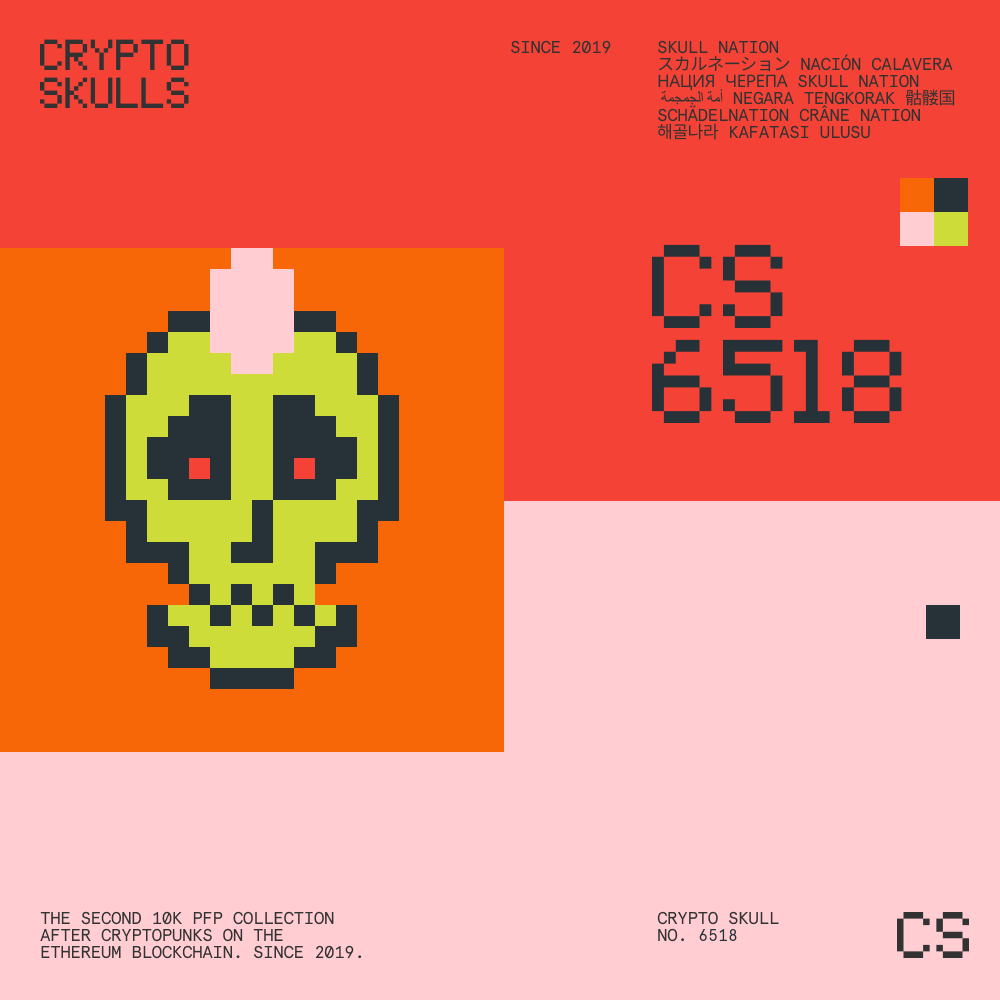 CRYPTO
SKULLS
SINCE 2019
SKULL NATION
スカルネーション NACIÓN CALAVERA
НАЦИЯ ЧЕРЕПА SKULL NATION
أمة الجمجمة NEGARA TENGKORAK 骷髅国
SCHÄDELNATION CRÂNE NATION
해골나라 KAFATASI ULUSU
CS
6518
THE SECOND 10K PFP COLLECTION
AFTER CRYPTOPUNKS ON THE
ETHEREUM BLOCKCHAIN. SINCE 2019.
CRYPTO SKULL
NO. 6518
CS